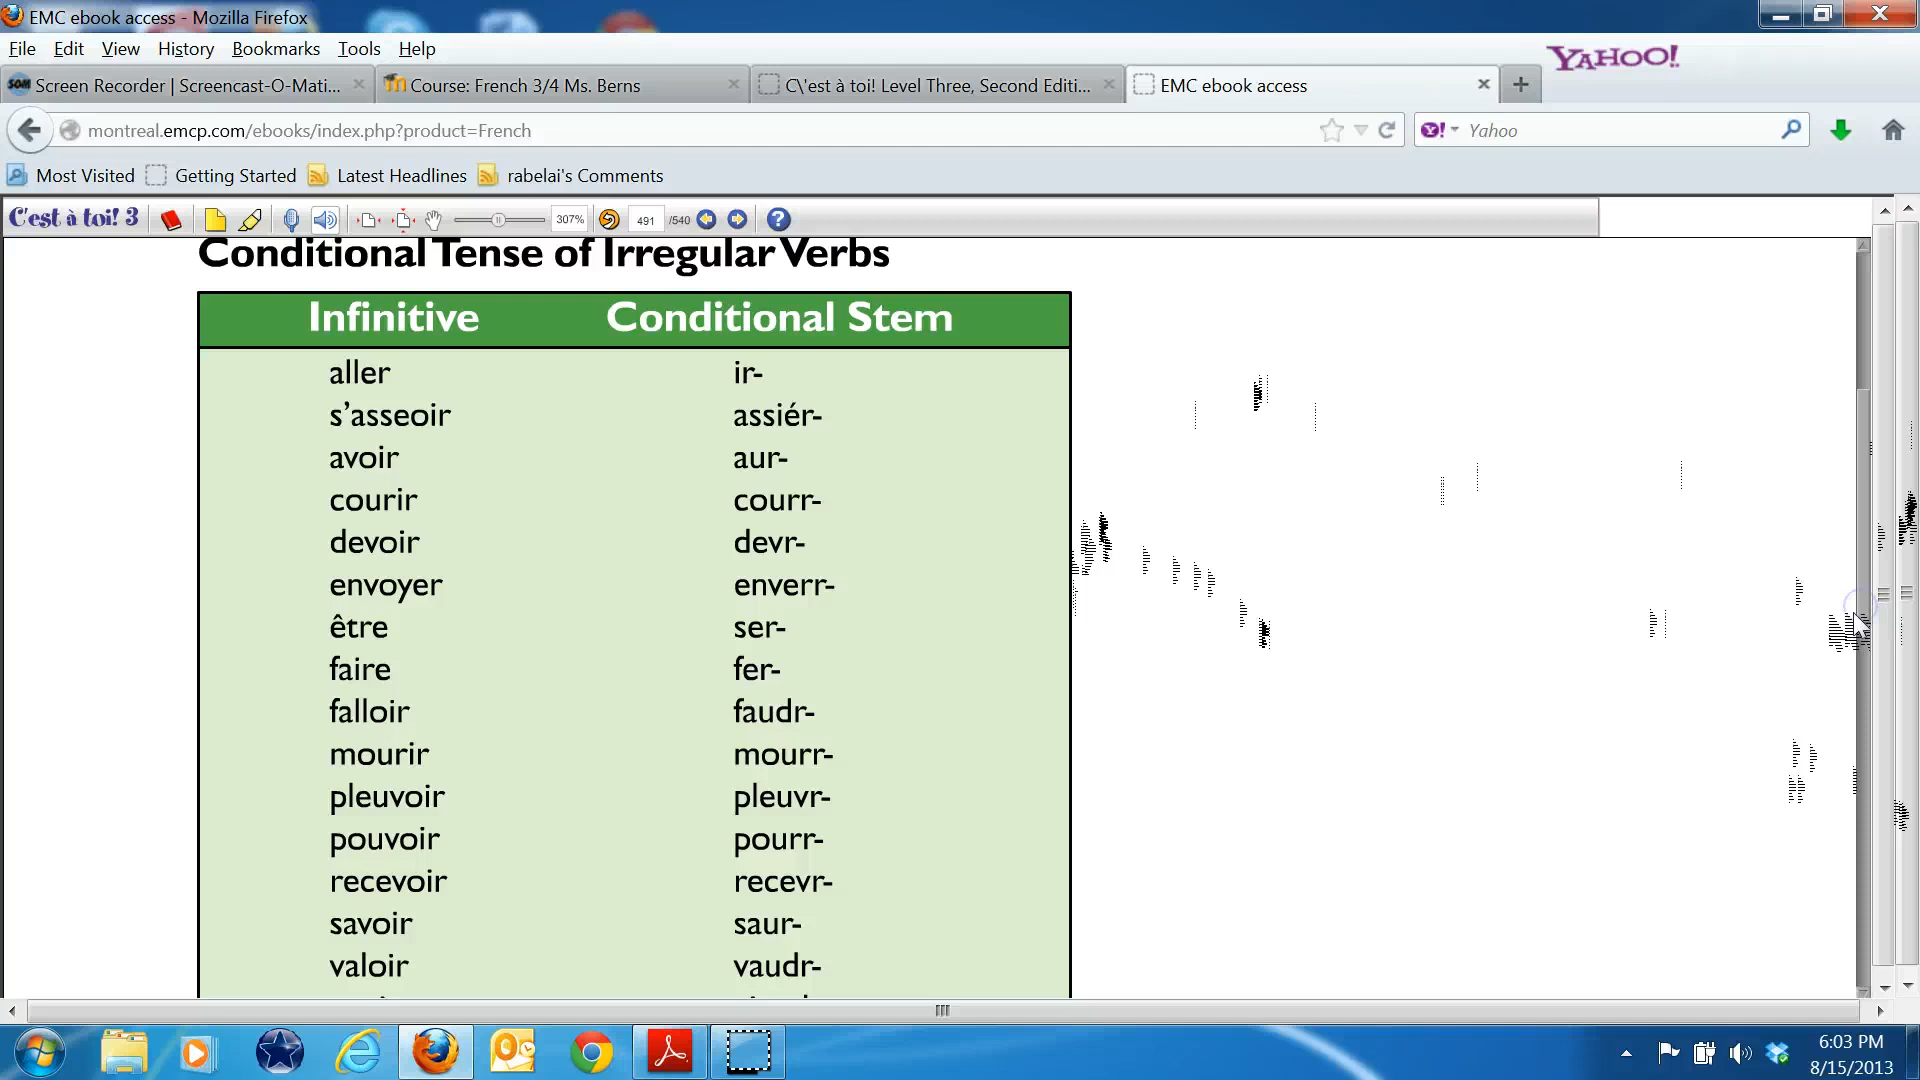 EMC ebook access - Mozilla Firefox
File Edit View History Bookmarks Tools Help
YAHOO!
Screen Recorder | Screencast-O-Mati... Course: French 3/4 Ms. Berns C\'est à toi! Level Three, Second Editi... EMC ebook access
montreal.emcp.com/ebooks/index.php?product=French Yahoo
Most Visited Getting Started Latest Headlines rabelai's Comments
C'est à toi! 3 307% 491 /540
Conditional Tense of Irregular Verbs
Infinitive Conditional Stem
aller ir-
s’asseoir assiér-
avoir aur-
courir courr-
devoir devr-
envoyer enverr-
être ser-
faire fer-
falloir faudr-
mourir mourr-
pleuvoir pleuvr-
pouvoir pourr-
recevoir recevr-
savoir saur-
valoir vaudr-
6:03 PM
8/15/2013